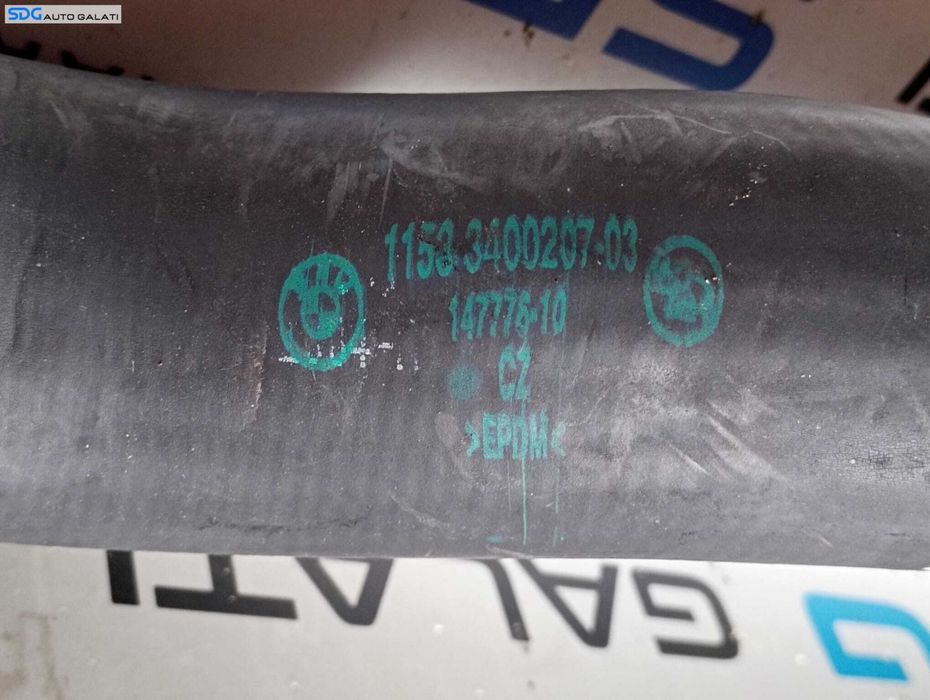 SDG AUTO GALATI
1153-3400207-03
147776-10
CZ
>EPDM<
GALATI